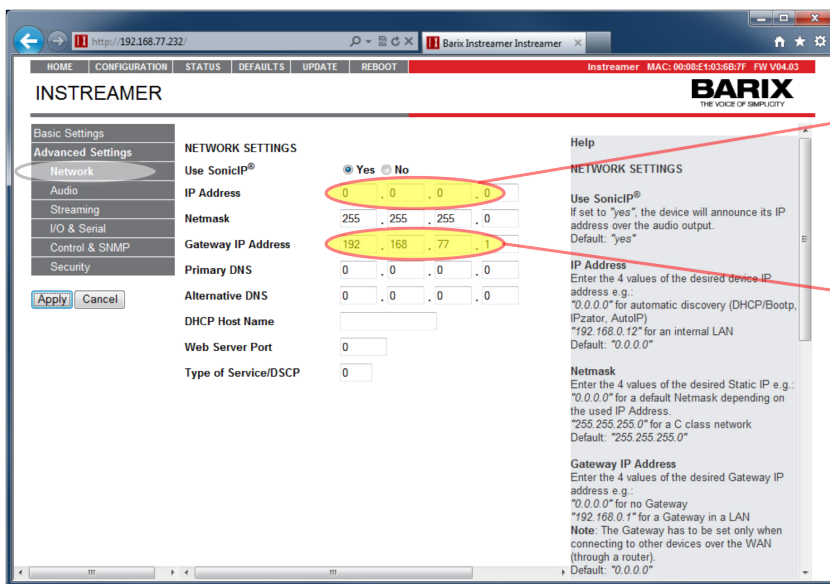 http://192.168.77.232/
Barix Instreamer Instreamer
HOME CONFIGURATION STATUS DEFAULTS UPDATE REBOOT
Instreamer MAC: 00:08:E1:03:6B:7F FW V04.03
INSTREAMER
BARIX
THE VOICE OF SIMPLICITY
Basic Settings
Advanced Settings
Network
Audio
Streaming
I/O & Serial
Control & SNMP
Security
Apply Cancel
NETWORK SETTINGS
Use SonicIP® Yes No
IP Address 0 . 0 . 0 . 0
Netmask 255 . 255 . 255 . 0
Gateway IP Address 192 . 168 . 77 . 1
Primary DNS 0 . 0 . 0 . 0
Alternative DNS 0 . 0 . 0 . 0
DHCP Host Name
Web Server Port 0
Type of Service/DSCP 0
Help
NETWORK SETTINGS
Use SonicIP®
If set to "yes", the device will announce its IP
address over the audio output.
Default: "yes"
IP Address
Enter the 4 values of the desired device IP
address e.g.:
"0.0.0.0" for automatic discovery (DHCP/Bootp,
IPzator, AutoIP)
"192.168.0.12" for an internal LAN
Default: "0.0.0.0"
Netmask
Enter the 4 values of the desired Static IP e.g.:
"0.0.0.0" for a default Netmask depending on
the used IP Address.
"255.255.255.0" for a C class network
Default: "255.255.255.0"
Gateway IP Address
Enter the 4 values of the desired Gateway IP
address e.g.:
"0.0.0.0" for no Gateway
"192.168.0.1" for a Gateway in a LAN
Note: The Gateway has to be set only when
connecting to other devices over the WAN
(through a router).
Default: "0.0.0.0"